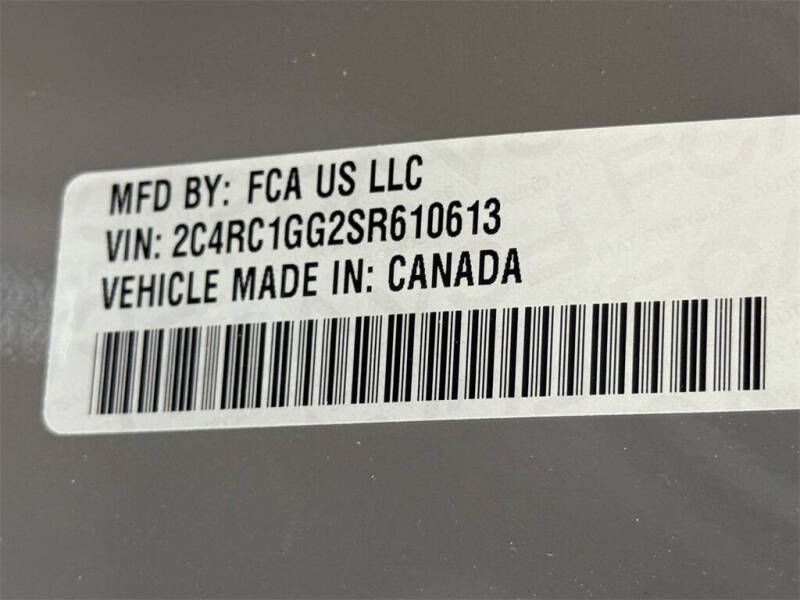 MFD BY: FCA US LLC
VIN: 2C4RC1GG2SR610613
VEHICLE MADE IN: CANADA